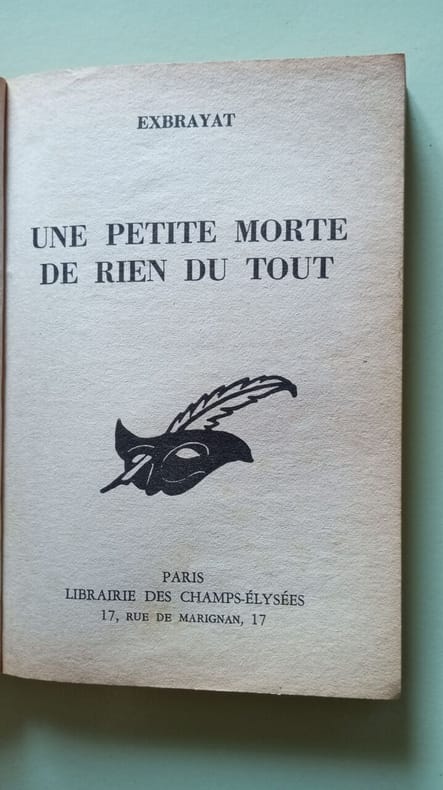 EXBRAYAT
UNE PETITE MORTE
DE RIEN DU TOUT
PARIS
LIBRAIRIE DES CHAMPS-ÉLYSÉES
17, RUE DE MARIGNAN, 17